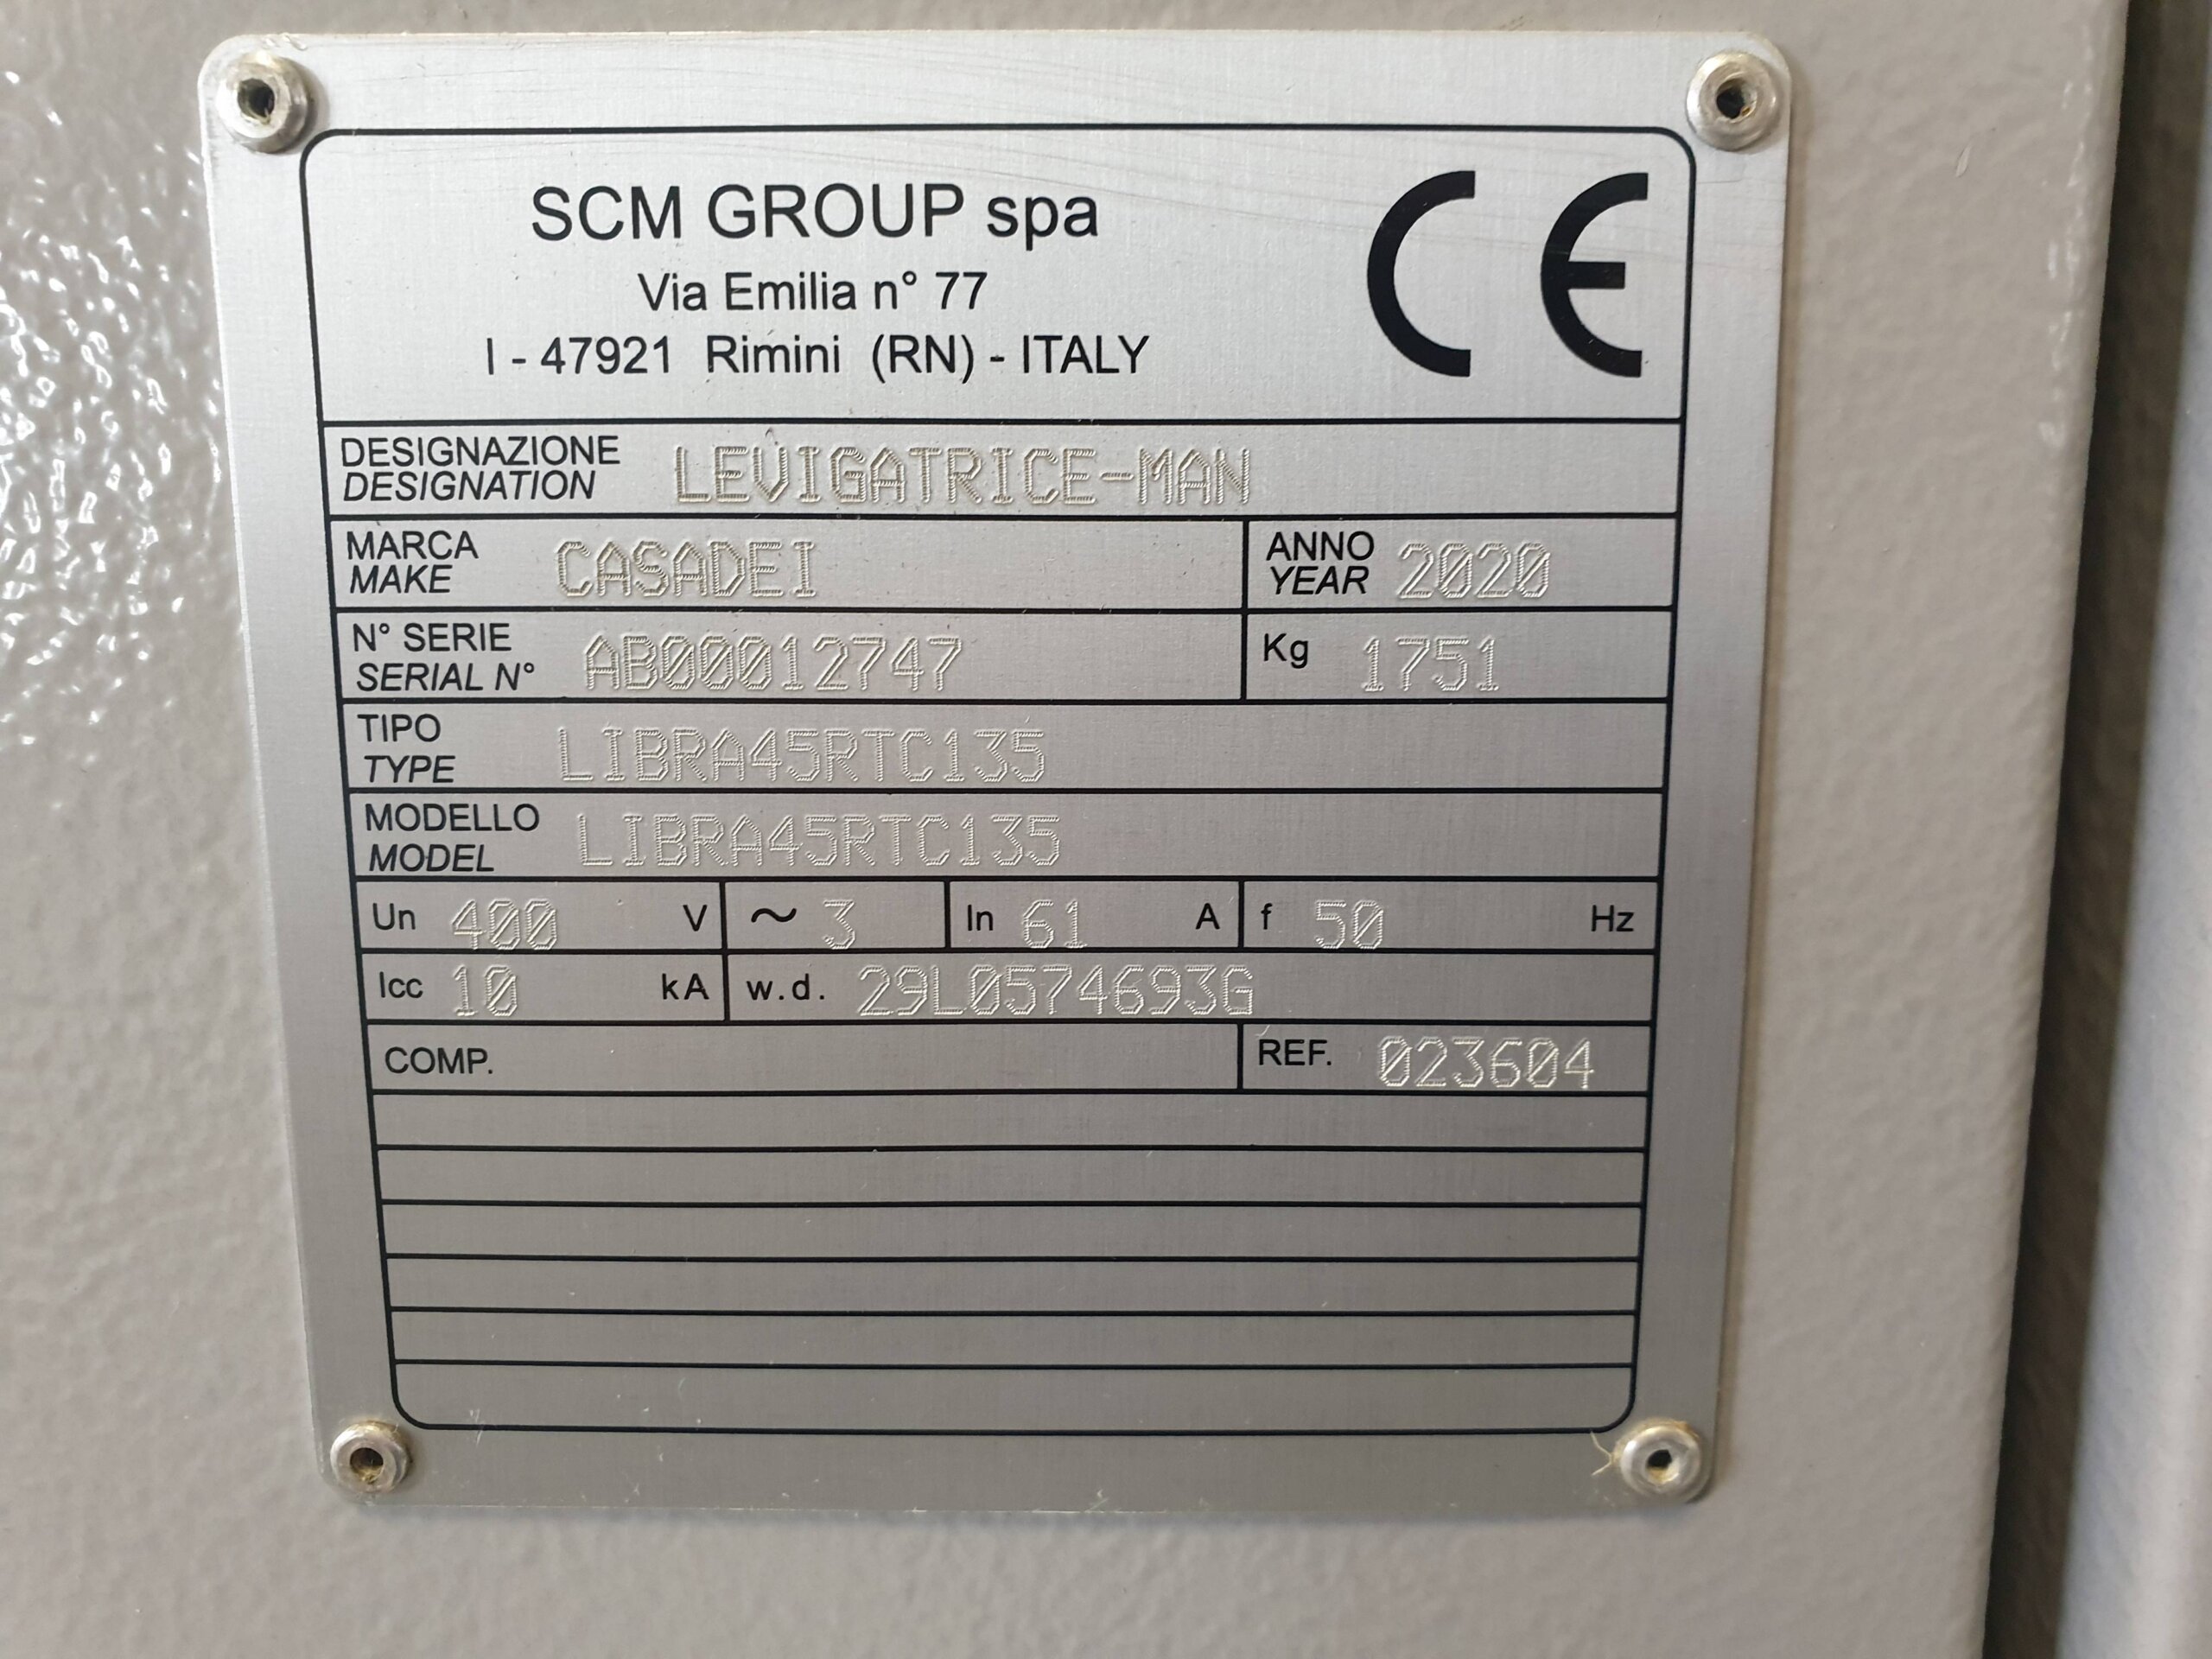 SCM GROUP spa
Via Emilia n° 77
I - 47921 Rimini (RN) - ITALY
CE
DESIGNAZIONE
DESIGNATION LEVIGATRICE-MAN
MARCA
MAKE CASADEI
ANNO
YEAR 2020
N° SERIE
SERIAL N° AB00012747
Kg 1751
TIPO
TYPE LIBRA45RTC135
MODELLO
MODEL LIBRA45RTC135
Un 400 V ~ 3 In 61 A f 50 Hz
Icc 10 kA w.d. 29L0574693G
COMP. REF. 023604